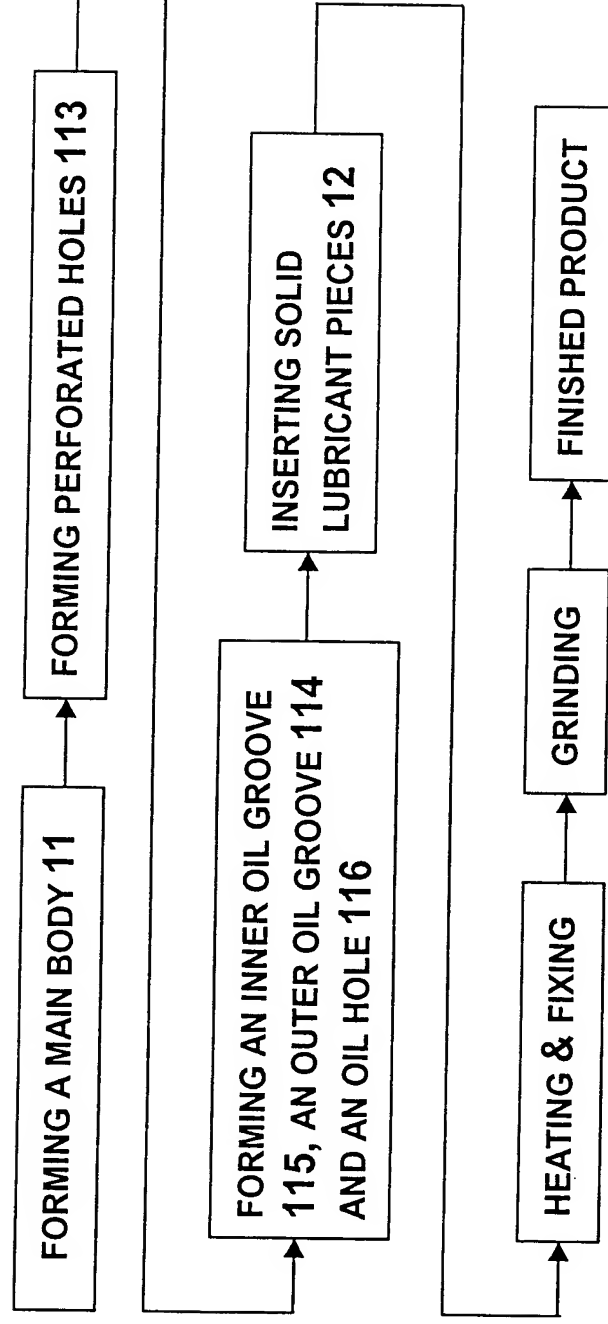 FORMING A MAIN BODY 11
FORMING PERFORATED HOLES 113
FORMING AN INNER OIL GROOVE
115, AN OUTER OIL GROOVE 114
AND AN OIL HOLE 116
INSERTING SOLID
LUBRICANT PIECES 12
HEATING & FIXING
GRINDING
FINISHED PRODUCT